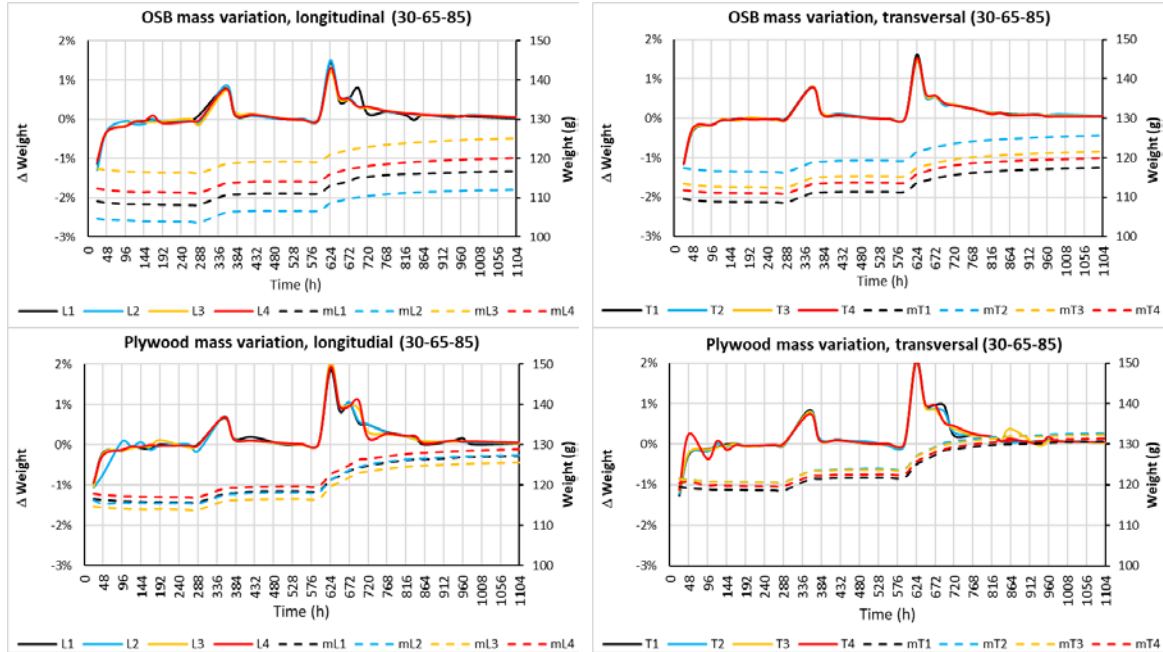 OSB mass variation, longitudinal (30-65-85)
2% 150
1% 140
0% 130
-1% 120
-2% 110
-3% 100
Δ Weight
Weight (g)
0 48 96 144 192 240 288 336 384 432 480 528 576 624 672 720 768 816 864 912 960 1008 1056 1104
Time (h)
L1 L2 L3 L4 mL1 mL2 mL3 mL4
OSB mass variation, transversal (30-65-85)
2% 150
1% 140
0% 130
-1% 120
-2% 110
-3% 100
Δ Weight
Weight (g)
0 48 96 144 192 240 288 336 384 432 480 528 576 624 672 720 768 816 864 912 960 1008 1056 1104
Time (h)
T1 T2 T3 T4 mT1 mT2 mT3 mT4
Plywood mass variation, longitudial (30-65-85)
2% 150
1% 140
0% 130
-1% 120
-2% 110
-3% 100
Δ Weight
Weight (g)
0 48 96 144 192 240 288 336 384 432 480 528 576 624 672 720 768 816 864 912 960 1008 1056 1104
Time (h)
L1 L2 L3 L4 mL1 mL2 mL3 mL4
Plywood mass variation, transversal (30-65-85)
2% 150
1% 140
0% 130
-1% 120
-2% 110
-3% 100
Δ Weight
Weight (g)
0 48 96 144 192 240 288 336 384 432 480 528 576 624 672 720 768 816 864 912 960 1008 1056 1104
Time (h)
T1 T2 T3 T4 mT1 mT2 mT3 mT4